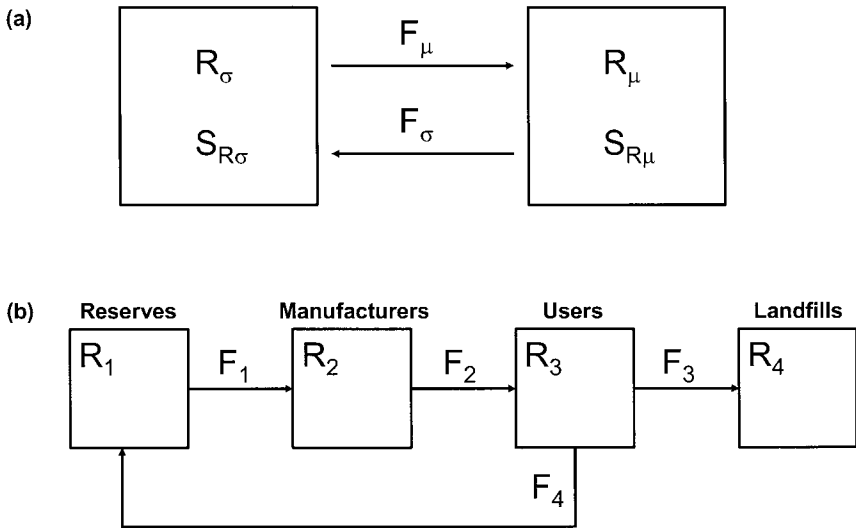 (a)
R_σ F_μ R_μ
S_Rσ F_σ S_Rμ
(b) Reserves Manufacturers Users Landfills
R_1 F_1 R_2 F_2 R_3 F_3 R_4
F_4